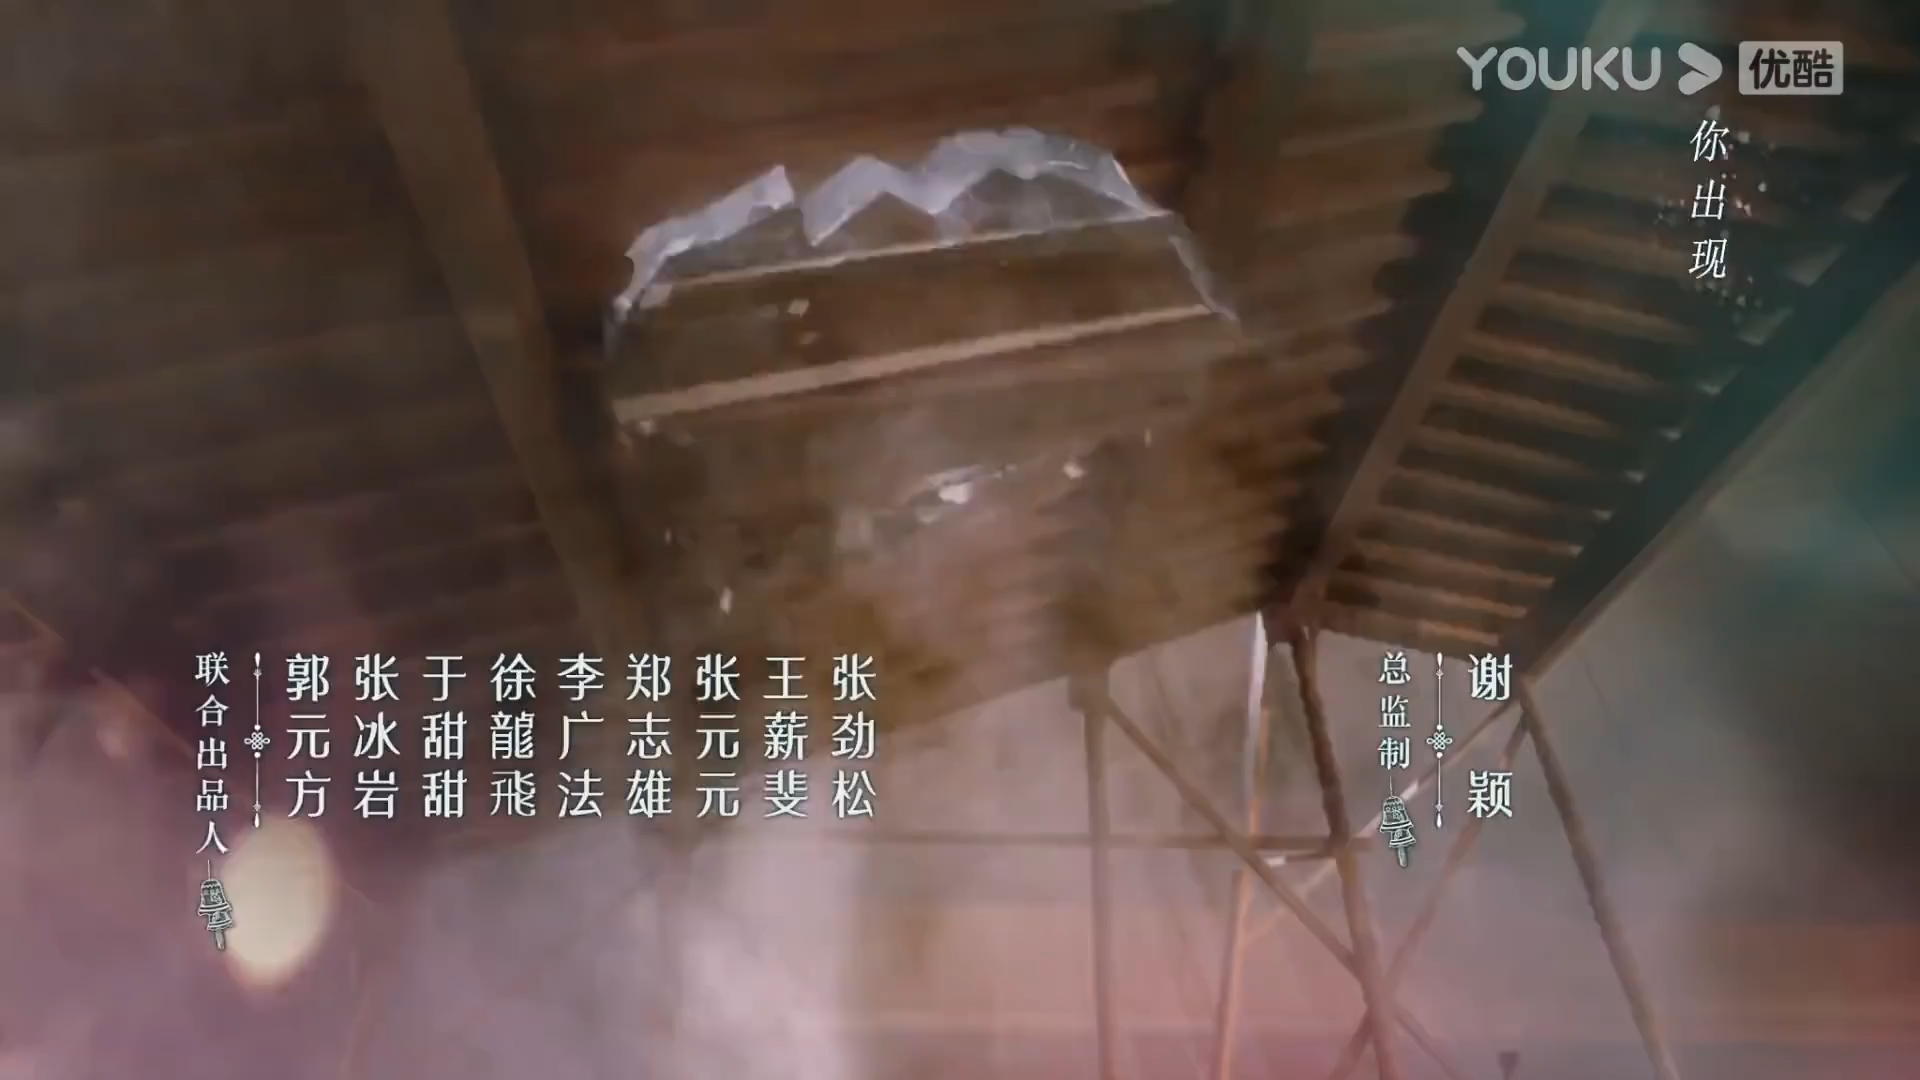 YOUKU 优酷
你出现
联合出品人
郭元方
张冰岩
于甜甜
徐龍飛
李广法
郑志雄
张元元
王薪斐
张劲松
总监制
谢颖